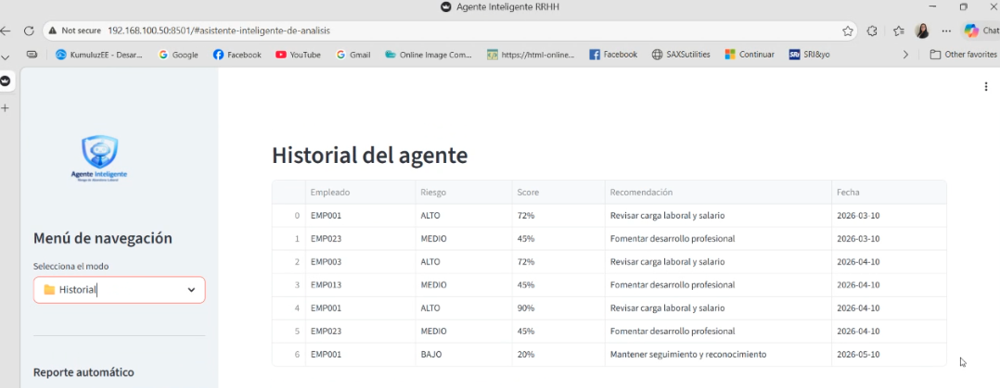 Agente Inteligente RRHH
Not secure 192.168.100.50:8501/#asistente-inteligente-de-analisis
Chat
KumuluzEE - Desar... Google Facebook YouTube Gmail Online Image Com... https://html-online... Facebook SAXSutilities Continuar SRI SRI&yo Other favorites
Agente Inteligente
Menú de navegación
Selecciona el modo
Historial
Reporte automático
Historial del agente
Empleado Riesgo Score Recomendación Fecha
0 EMP001 ALTO 72% Revisar carga laboral y salario 2026-03-10
1 EMP023 MEDIO 45% Fomentar desarrollo profesional 2026-03-10
2 EMP003 ALTO 72% Revisar carga laboral y salario 2026-04-10
3 EMP013 MEDIO 45% Fomentar desarrollo profesional 2026-04-10
4 EMP001 ALTO 90% Revisar carga laboral y salario 2026-04-10
5 EMP023 MEDIO 45% Fomentar desarrollo profesional 2026-04-10
6 EMP001 BAJO 20% Mantener seguimiento y reconocimiento 2026-05-10